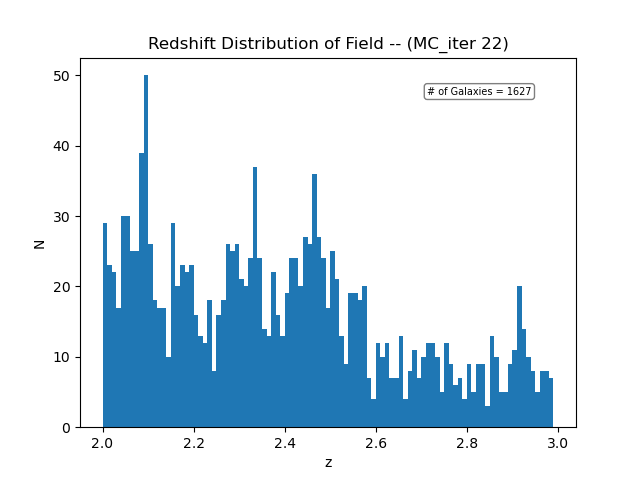 Redshift Distribution of Field -- (MC_iter 22)
# of Galaxies = 1627
50
40
30
20
10
0
N
2.0 2.2 2.4 2.6 2.8 3.0
z